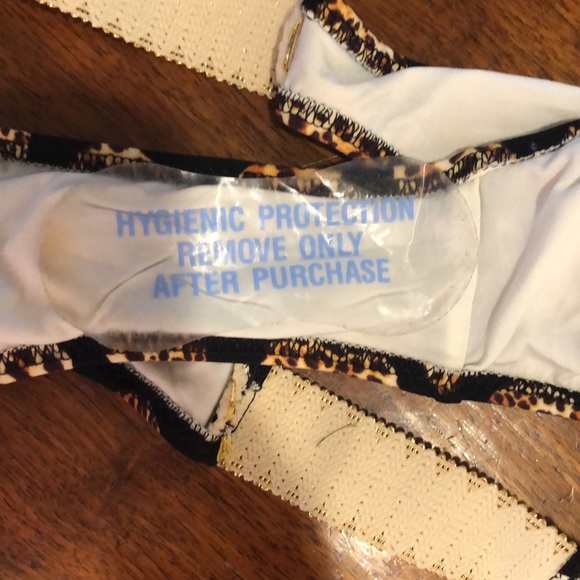 HYGIENIC PROTECTION
REMOVE ONLY
AFTER PURCHASE